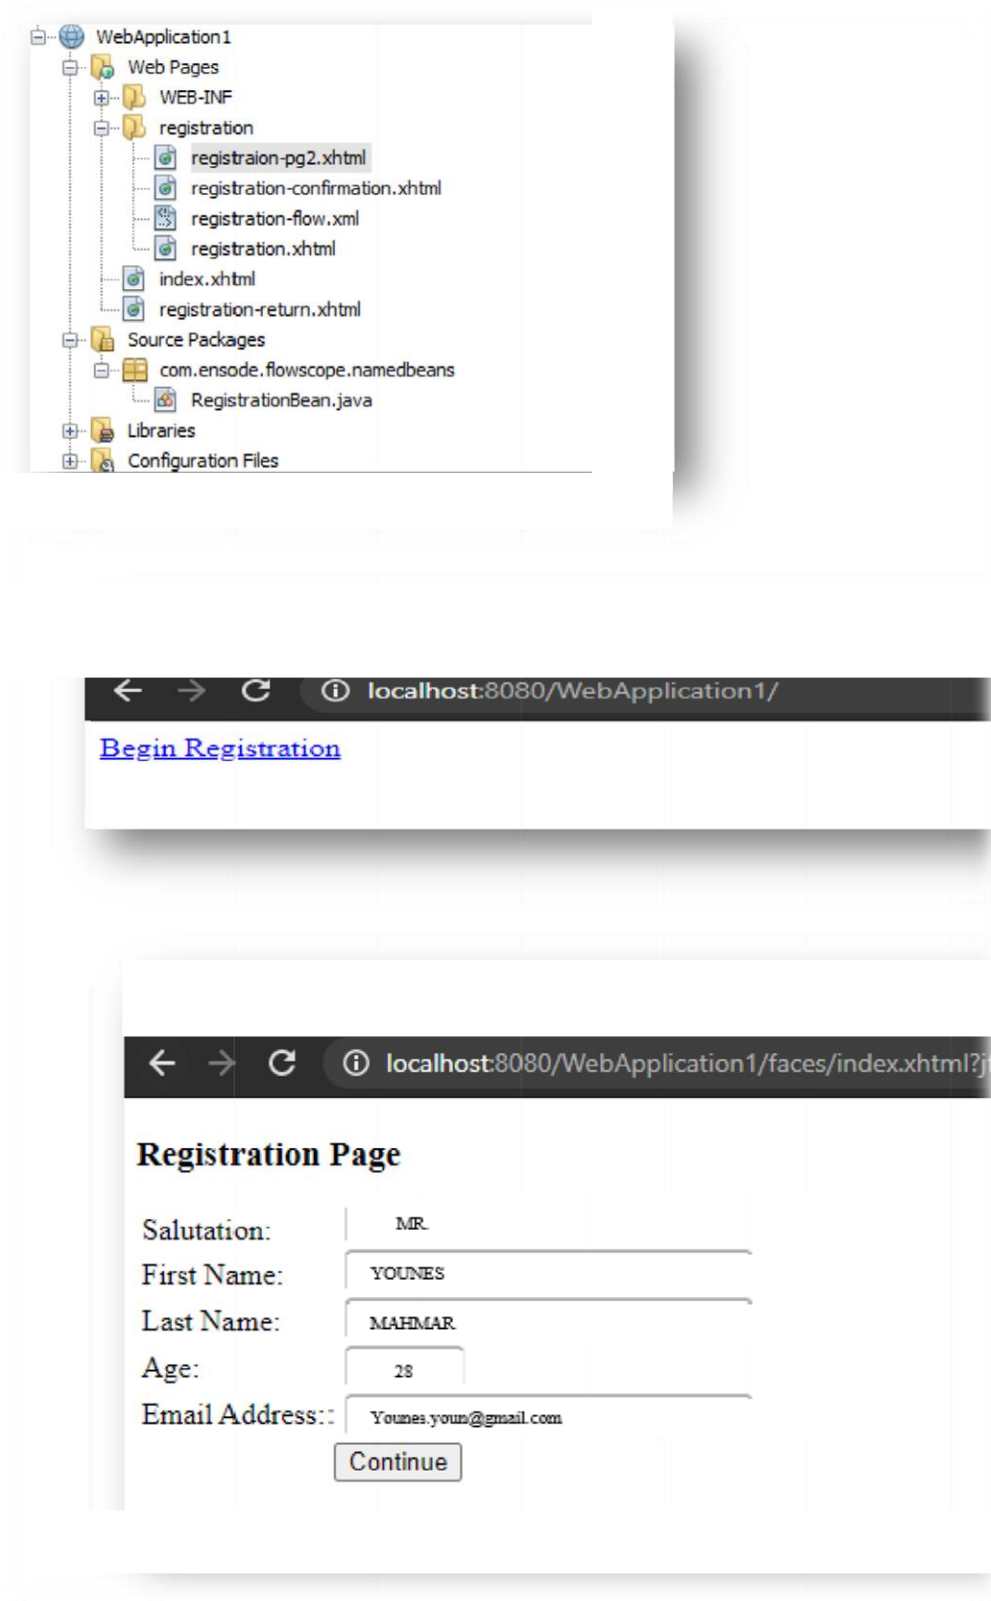 WebApplication1
Web Pages
WEB-INF
registration
registraion-pg2.xhtml
registration-confirmation.xhtml
registration-flow.xml
registration.xhtml
index.xhtml
registration-return.xhtml
Source Packages
com.ensode.flowscope.namedbeans
RegistrationBean.java
Libraries
Configuration Files
localhost:8080/WebApplication1/
Begin Registration
localhost:8080/WebApplication1/faces/index.xhtml?jf
Registration Page
Salutation: MR.
First Name: YOUNES
Last Name: MAHMAR
Age: 28
Email Address:: Younes.youn@gmail.com
Continue